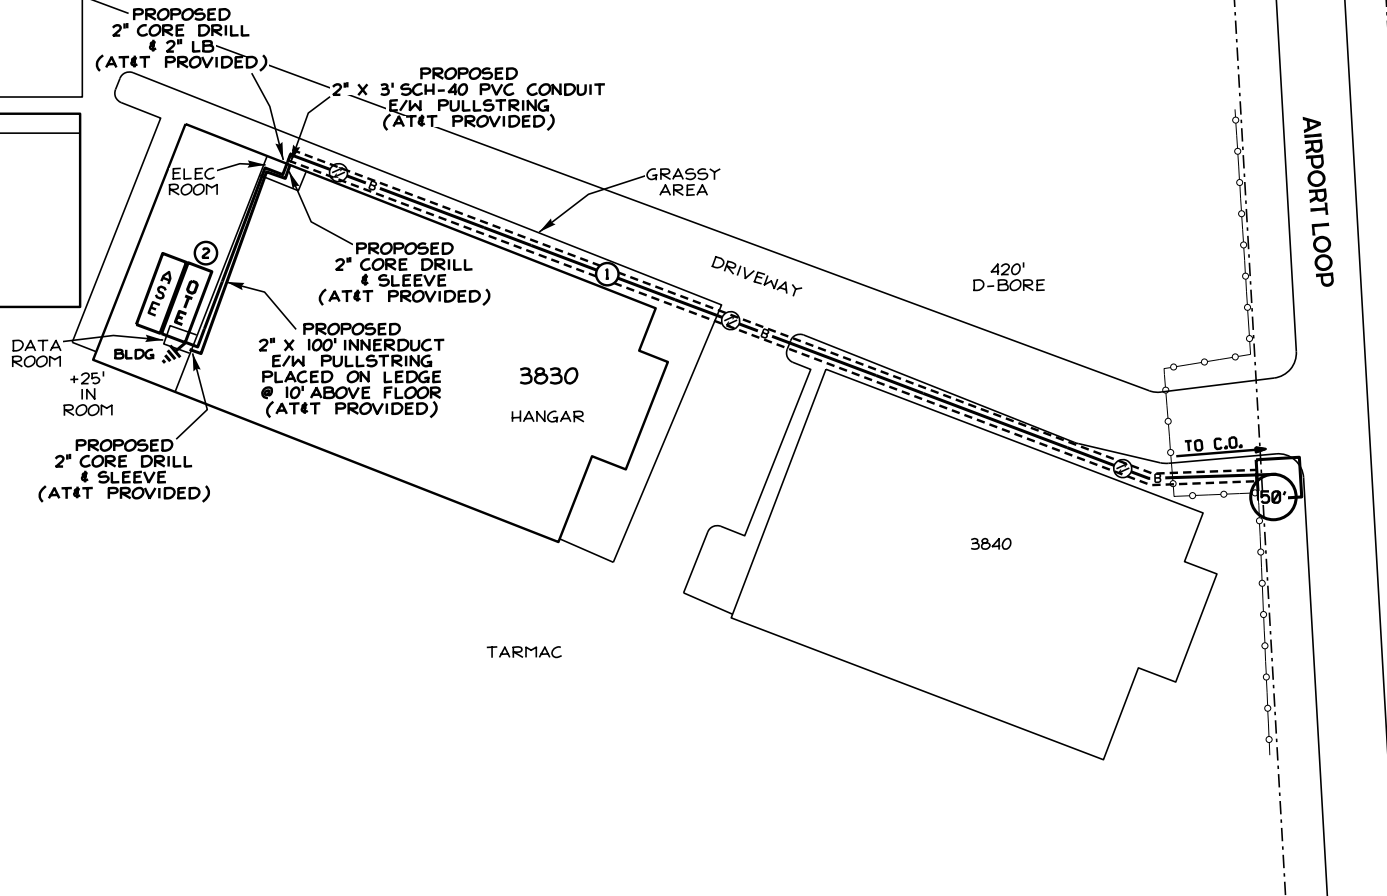 PROPOSED
2" CORE DRILL
& 2" LB
(AT&T PROVIDED)
PROPOSED
2" X 3' SCH-40 PVC CONDUIT
E/W PULLSTRING
(AT&T PROVIDED)
AIRPORT LOOP
ELEC
ROOM
B
GRASSY
AREA
2
PROPOSED
2" CORE DRILL
& SLEEVE
(AT&T PROVIDED)
ASE
OTE
1
DRIVEWAY
420'
D-BORE
B
PROPOSED
2" X 100' INNERDUCT
E/W PULLSTRING
PLACED ON LEDGE
@ 10' ABOVE FLOOR
(AT&T PROVIDED)
DATA
ROOM
BLDG
+25'
IN
ROOM
3830
HANGAR
PROPOSED
2" CORE DRILL
& SLEEVE
(AT&T PROVIDED)
TO C.O.
B
50'
3840
TARMAC